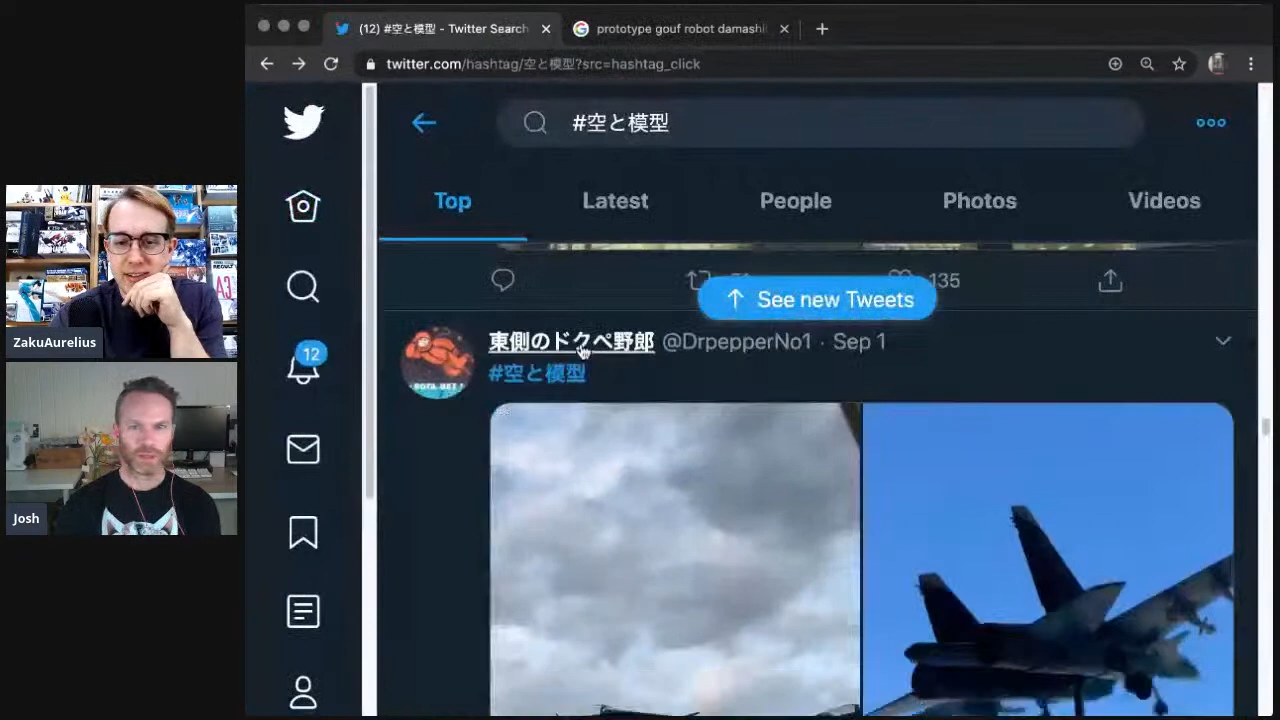 (12) #空と模型 - Twitter Search
prototype gouf robot damashi
twitter.com/hashtag/空と模型?src=hashtag_click
#空と模型
Top
Latest
People
Photos
Videos
135
See new Tweets
12
東側のドクペ野郎 @DrpepperNo1 · Sep 1
#空と模型
ZakuAurelius
Josh